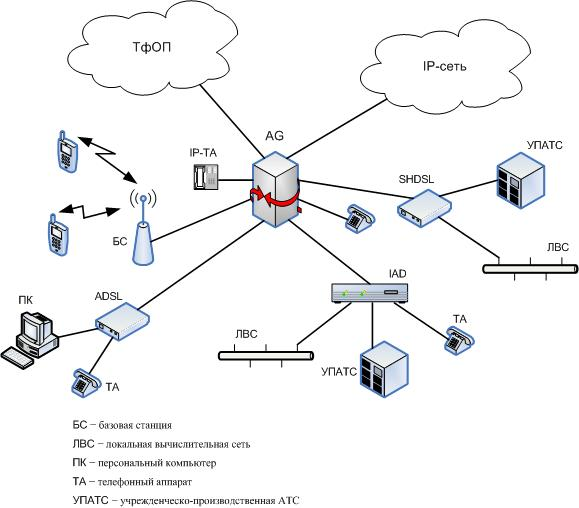 ТфОП
IP-сеть
AG
IP-ТА
УПАТС
SHDSL
БС
ЛВС
IAD
ПК
ADSL
ТА
ЛВС
УПАТС
ТА
БС − базовая станция
ЛВС − локальная вычислительная сеть
ПК − персональный компьютер
ТА − телефонный аппарат
УПАТС − учрежденческо-производственная АТС